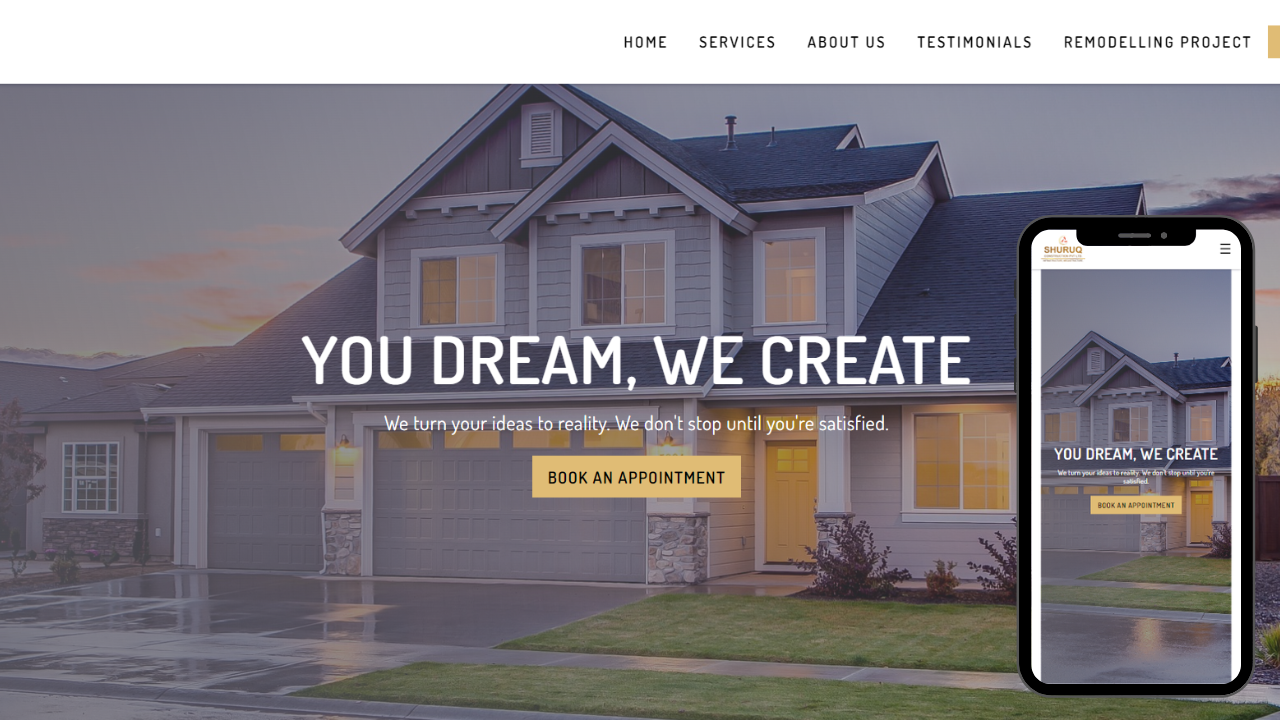 HOME SERVICES ABOUT US TESTIMONIALS REMODELLING PROJECT
YOU DREAM, WE CREATE
We turn your ideas to reality. We don't stop until you're satisfied.
BOOK AN APPOINTMENT
SHURUQ
YOU DREAM, WE CREATE
We turn your ideas to reality. We don't stop until you're
satisfied.
BOOK AN APPOINTMENT